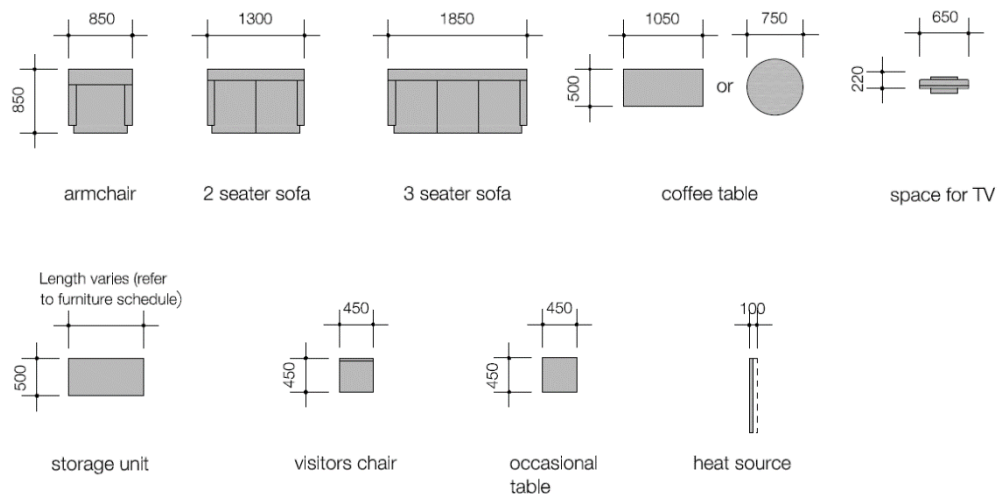 850
1300
1850
1050
750
650
850
500
or
220
armchair
2 seater sofa
3 seater sofa
coffee table
space for TV
Length varies (refer
to furniture schedule)
450
450
100
500
450
450
storage unit
visitors chair
occasional
table
heat source